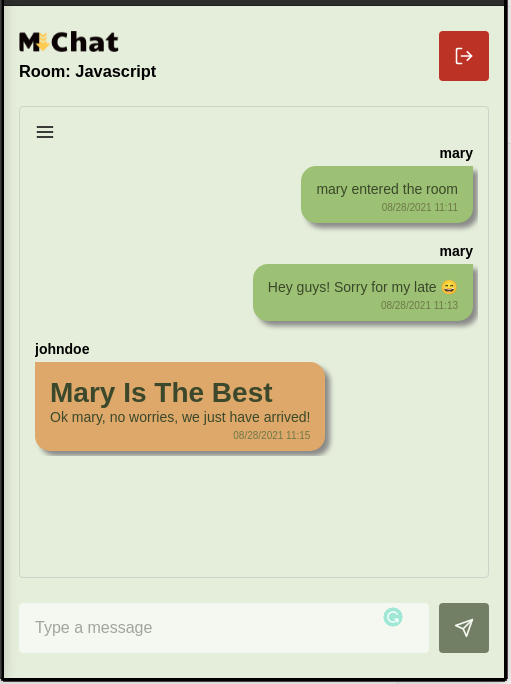 M Chat
Room: Javascript
mary
mary entered the room
08/28/2021 11:11
mary
Hey guys! Sorry for my late 😄
08/28/2021 11:13
johndoe
Mary Is The Best
Ok mary, no worries, we just have arrived!
08/28/2021 11:15
Type a message